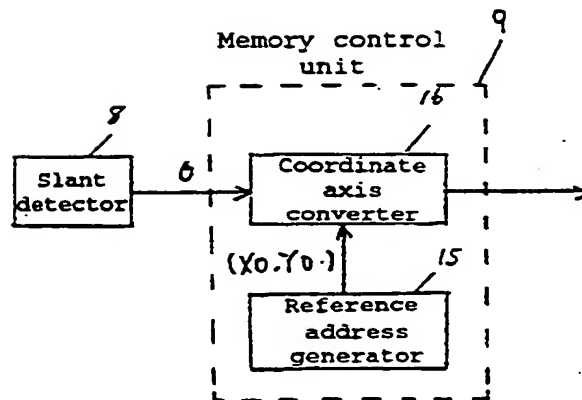 Memory control
unit
9
8
16
Slant
detector
θ
Coordinate
axis
converter
(X0.Y0.)
15
Reference
address
generator